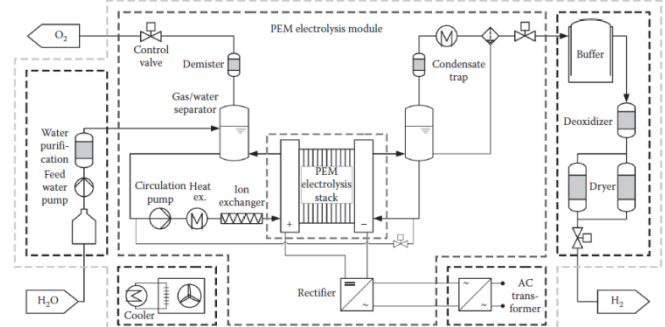 O₂
Control
valve
PEM electrolysis module
Demister
Condensate
trap
Buffer
Gas/water
separator
Deoxidizer
Water
purifi-
cation
Feed
water
pump
PEM
electrolysis
stack
Dryer
Circulation
pump
Heat
ex.
Ion
exchanger
+
−
H₂O
Cooler
Rectifier
=
~
~
~
AC
trans-
former
H₂